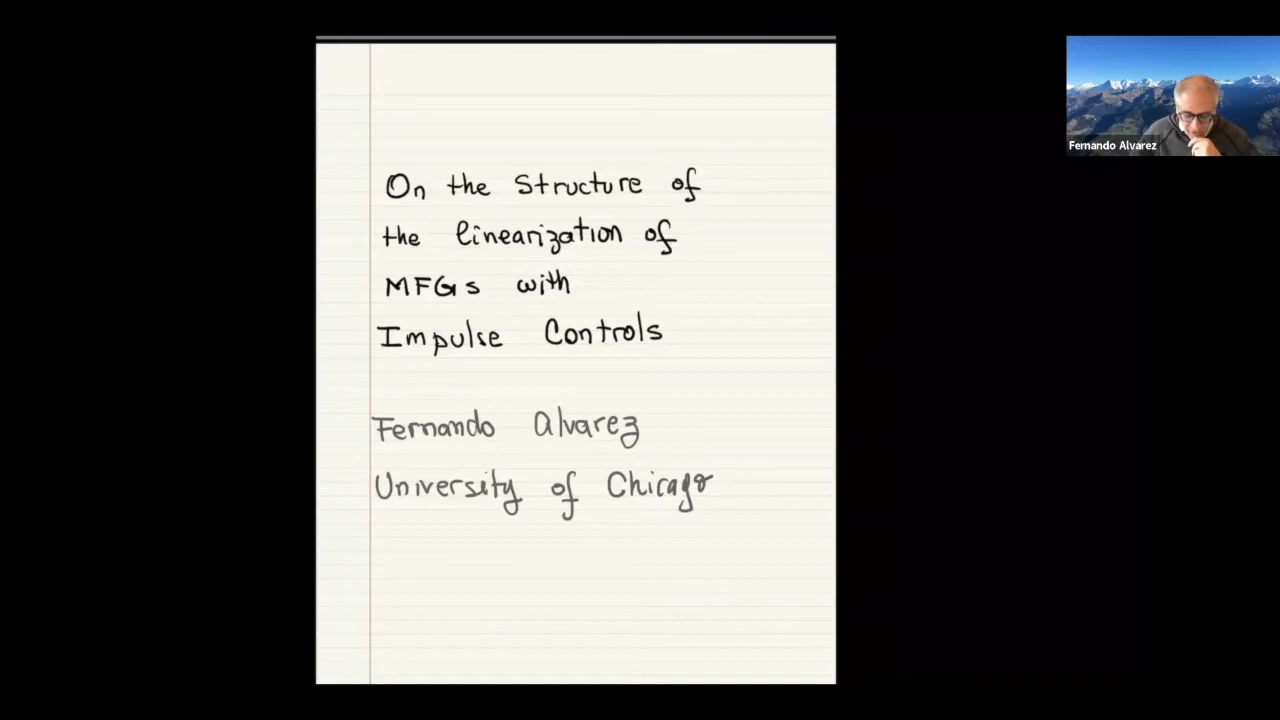 On the Structure of
the linearization of
MFGs with
Impulse Controls
Fernando Alvarez
University of Chicago
Fernando Alvarez